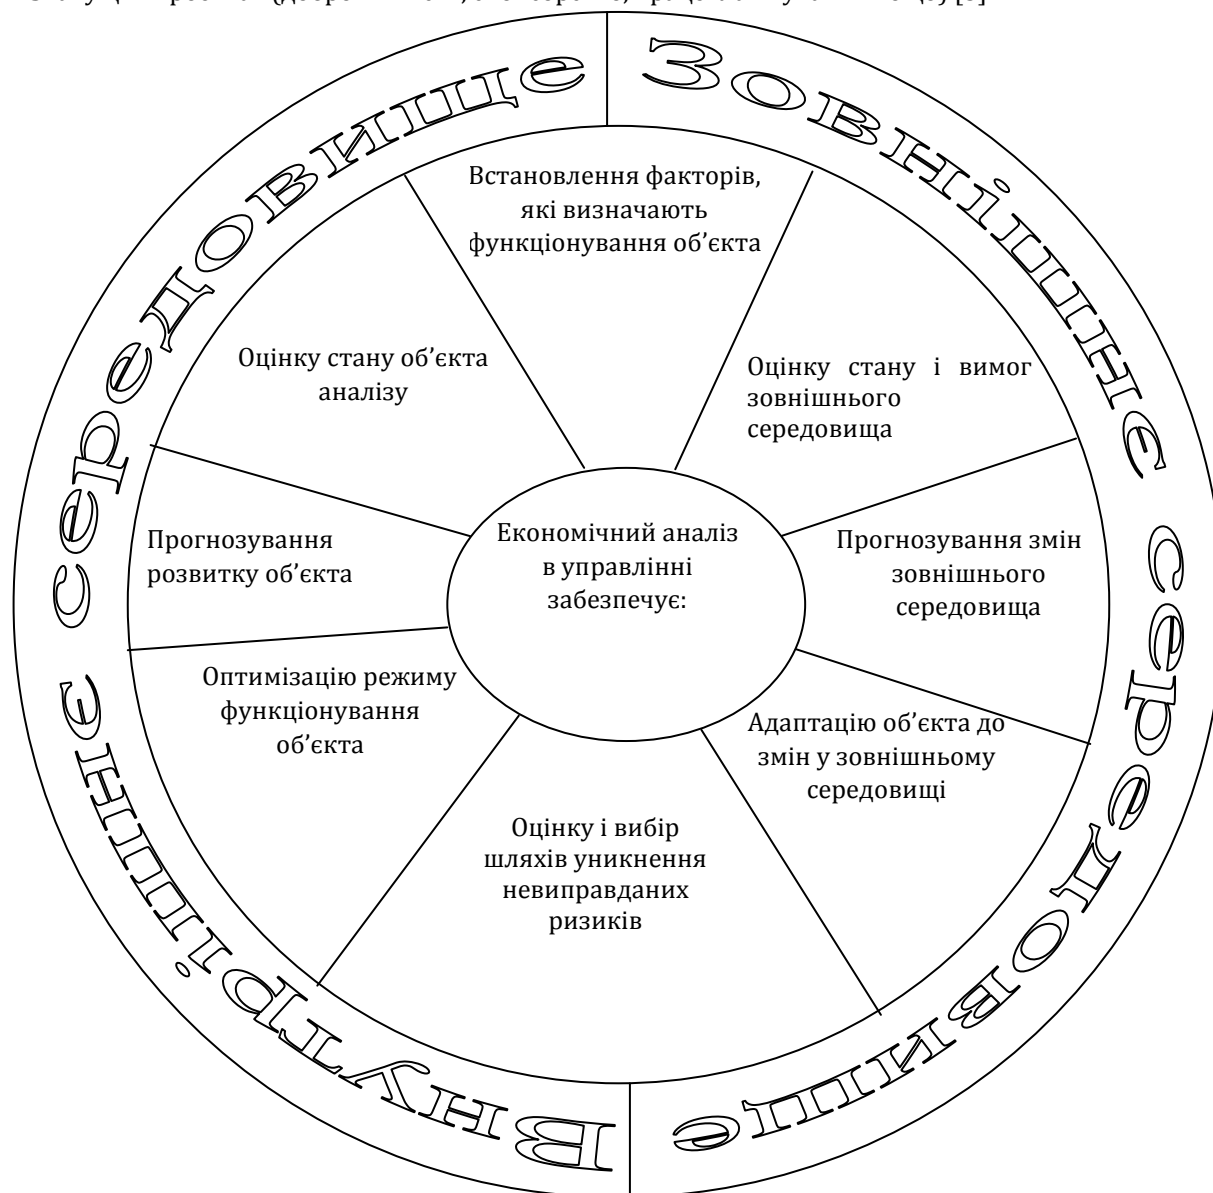 Зовнішнє середовище
Внутрішнє середовище
Встановлення факторів,
які визначають
функціонування об’єкта
Оцінку стану і вимог
зовнішнього
середовища
Прогнозування змін
зовнішнього
середовища
Адаптацію об’єкта до
змін у зовнішньому
середовищі
Оцінку і вибір
шляхів уникнення
невиправданих
ризиків
Оптимізацію режиму
функціонування
об’єкта
Прогнозування
розвитку об’єкта
Оцінку стану об’єкта
аналізу
Економічний аналіз
в управлінні
забезпечує: